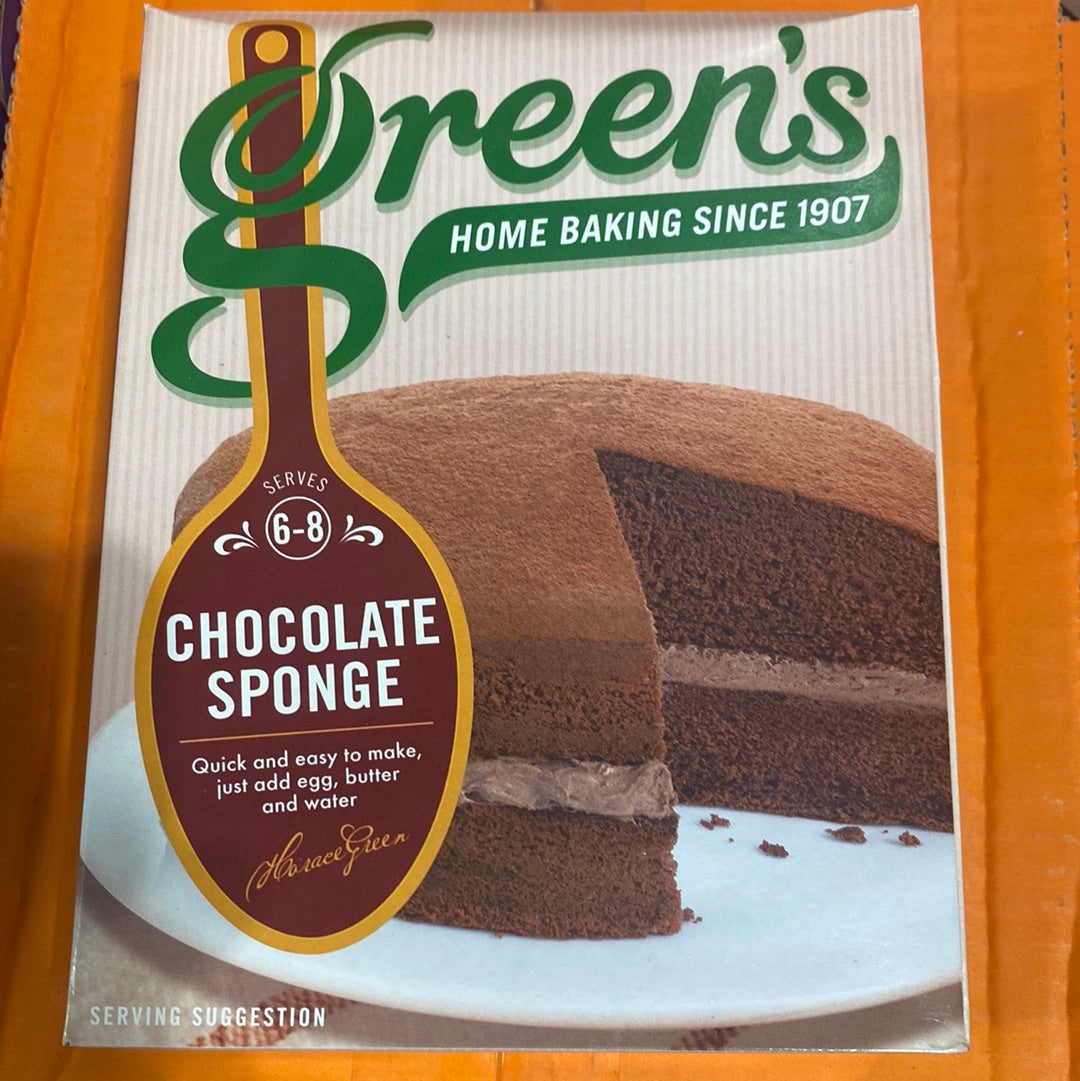 green's
HOME BAKING SINCE 1907
SERVES
6-8
CHOCOLATE
SPONGE
Quick and easy to make,
just add egg, butter
and water
Horace Green
SERVING SUGGESTION